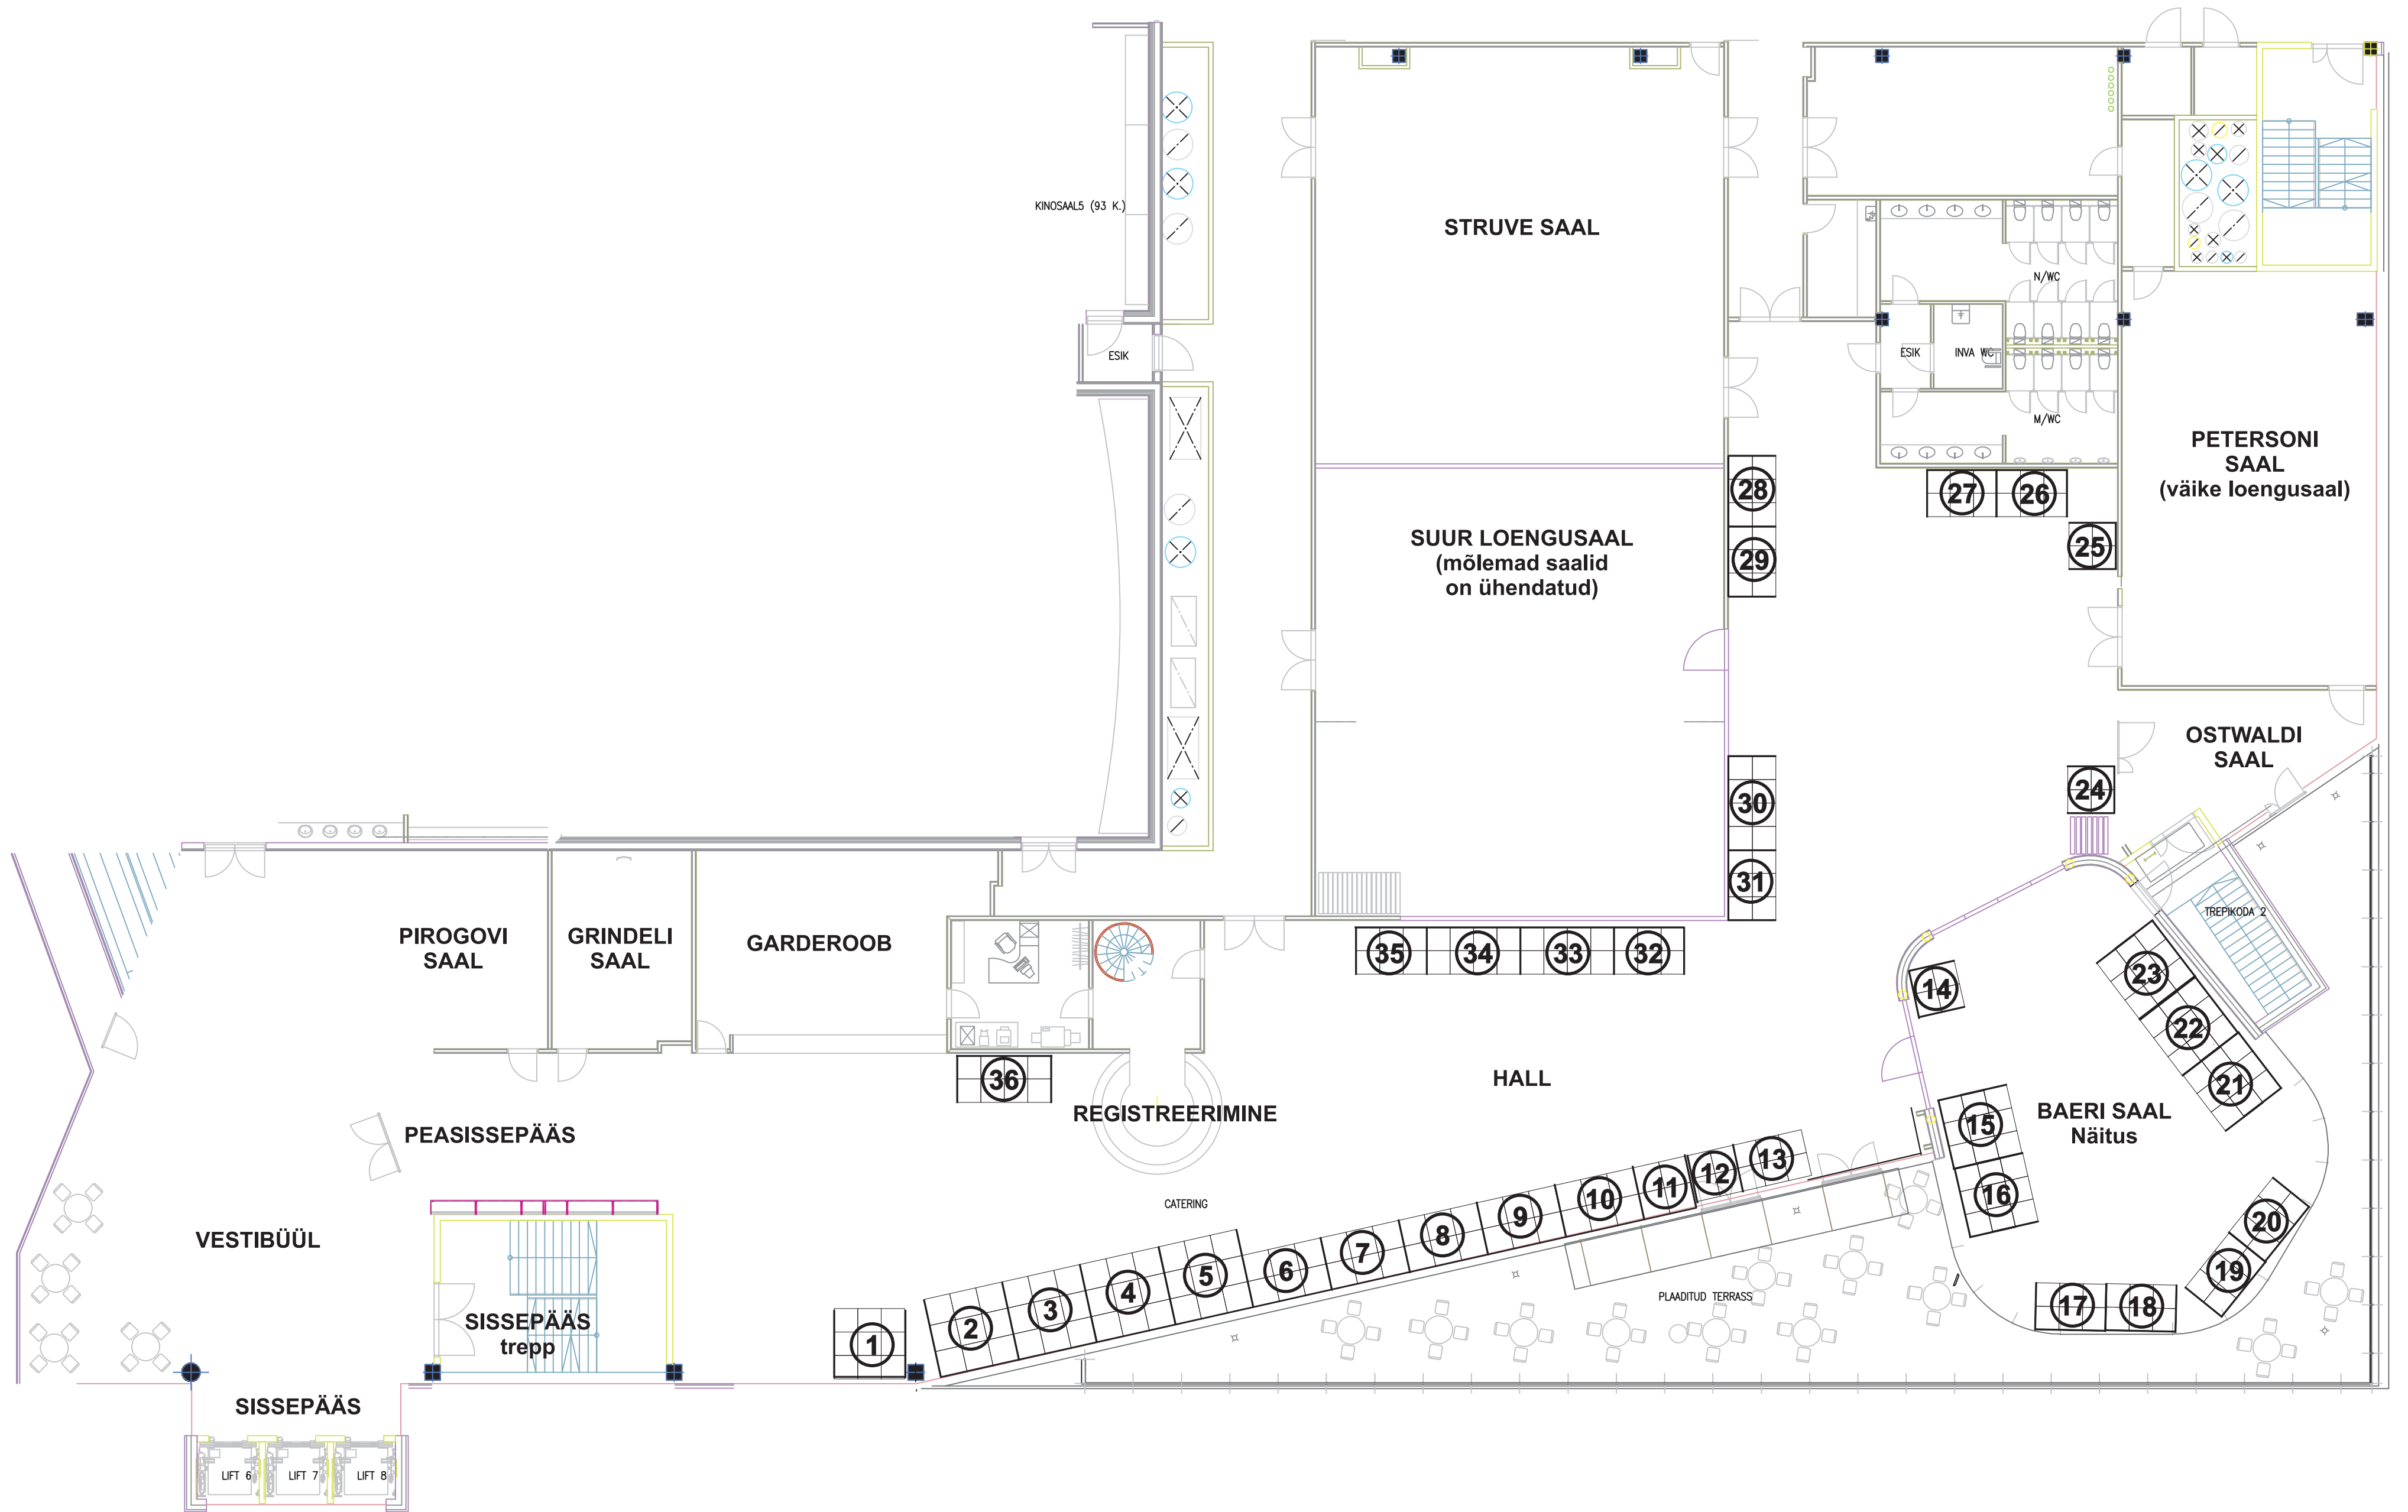 KINOSAAL5 (93 K.)
STRUVE SAAL
N/WC
ESIK
ESIK
INVA WC
M/WC
PETERSONI
SAAL
(väike loengusaal)
28
27
26
SUUR LOENGUSAAL
(mõlemad saalid
on ühendatud)
29
25
OSTWALDI
SAAL
30
24
31
TREPIKODA 2
PIROGOVI
SAAL
GRINDELI
SAAL
GARDEROOB
35
34
33
32
23
14
22
36
HALL
21
REGISTREERIMINE
BAERI SAAL
Näitus
PEASISSEPÄÄS
15
13
12
11
10
16
CATERING
9
20
8
VESTIBÜÜL
7
6
5
19
4
PLAADITUD TERRASS
3
17
18
SISSEPÄÄS
trepp
2
1
SISSEPÄÄS
LIFT 6
LIFT 7
LIFT 8